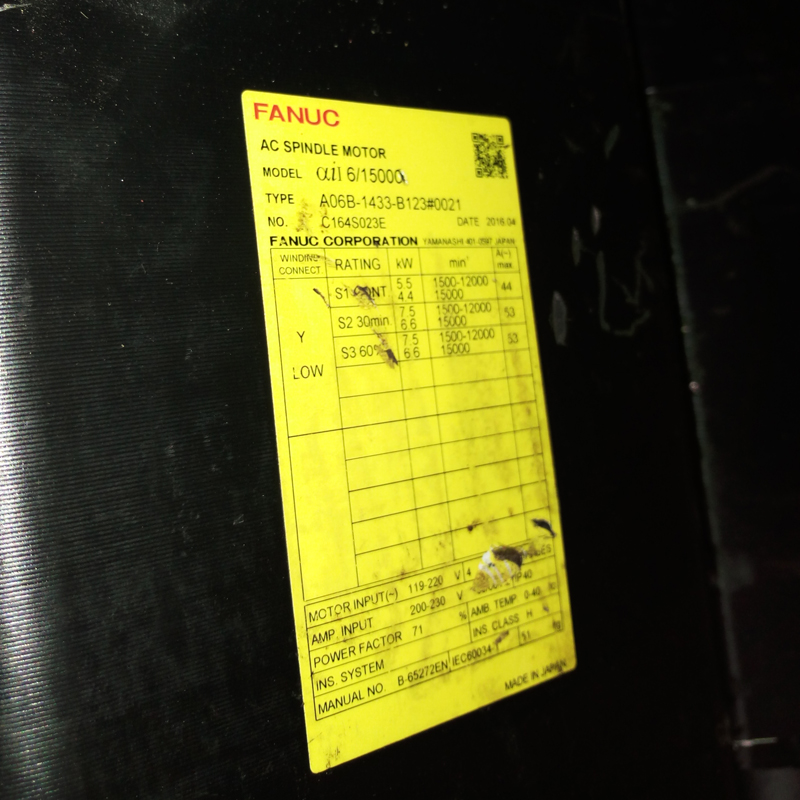 FANUC
AC SPINDLE MOTOR
MODEL αiI 6/15000
TYPE A06B-1433-B123#0021
NO. C164S023E DATE 2016.04
FANUC CORPORATION YAMANASHI 401-0597 JAPAN
WINDING CONNECT RATING kW min⁻¹ A(~) max.
Y LOW
S1 CONT 5.5 1500-12000 44
4.4 15000
S2 30min 7.5 1500-12000 53
6.6 15000
S3 60% 7.5 1500-12000 53
6.6 15000
MOTOR INPUT(~) 119-220 V 4
AMP. INPUT 200-230 V IP40
POWER FACTOR 71 % AMB. TEMP 0-40
INS. SYSTEM INS. CLASS H
MANUAL NO. B-65272EN IEC60034-1 51 kg
MADE IN JAPAN